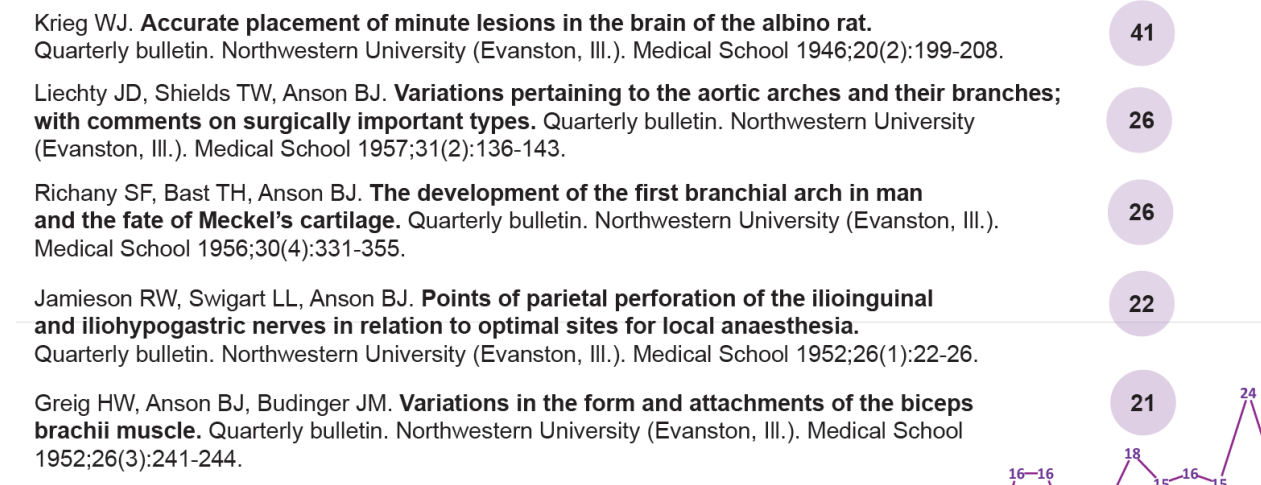 Krieg WJ. Accurate placement of minute lesions in the brain of the albino rat.
Quarterly bulletin. Northwestern University (Evanston, Ill.). Medical School 1946;20(2):199-208.
41
Liechty JD, Shields TW, Anson BJ. Variations pertaining to the aortic arches and their branches;
with comments on surgically important types. Quarterly bulletin. Northwestern University
(Evanston, Ill.). Medical School 1957;31(2):136-143.
26
Richany SF, Bast TH, Anson BJ. The development of the first branchial arch in man
and the fate of Meckel’s cartilage. Quarterly bulletin. Northwestern University (Evanston, Ill.).
Medical School 1956;30(4):331-355.
26
Jamieson RW, Swigart LL, Anson BJ. Points of parietal perforation of the ilioinguinal
and iliohypogastric nerves in relation to optimal sites for local anaesthesia.
Quarterly bulletin. Northwestern University (Evanston, Ill.). Medical School 1952;26(1):22-26.
22
Greig HW, Anson BJ, Budinger JM. Variations in the form and attachments of the biceps
brachii muscle. Quarterly bulletin. Northwestern University (Evanston, Ill.). Medical School
1952;26(3):241-244.
21
24
18
16 16 15 16 15